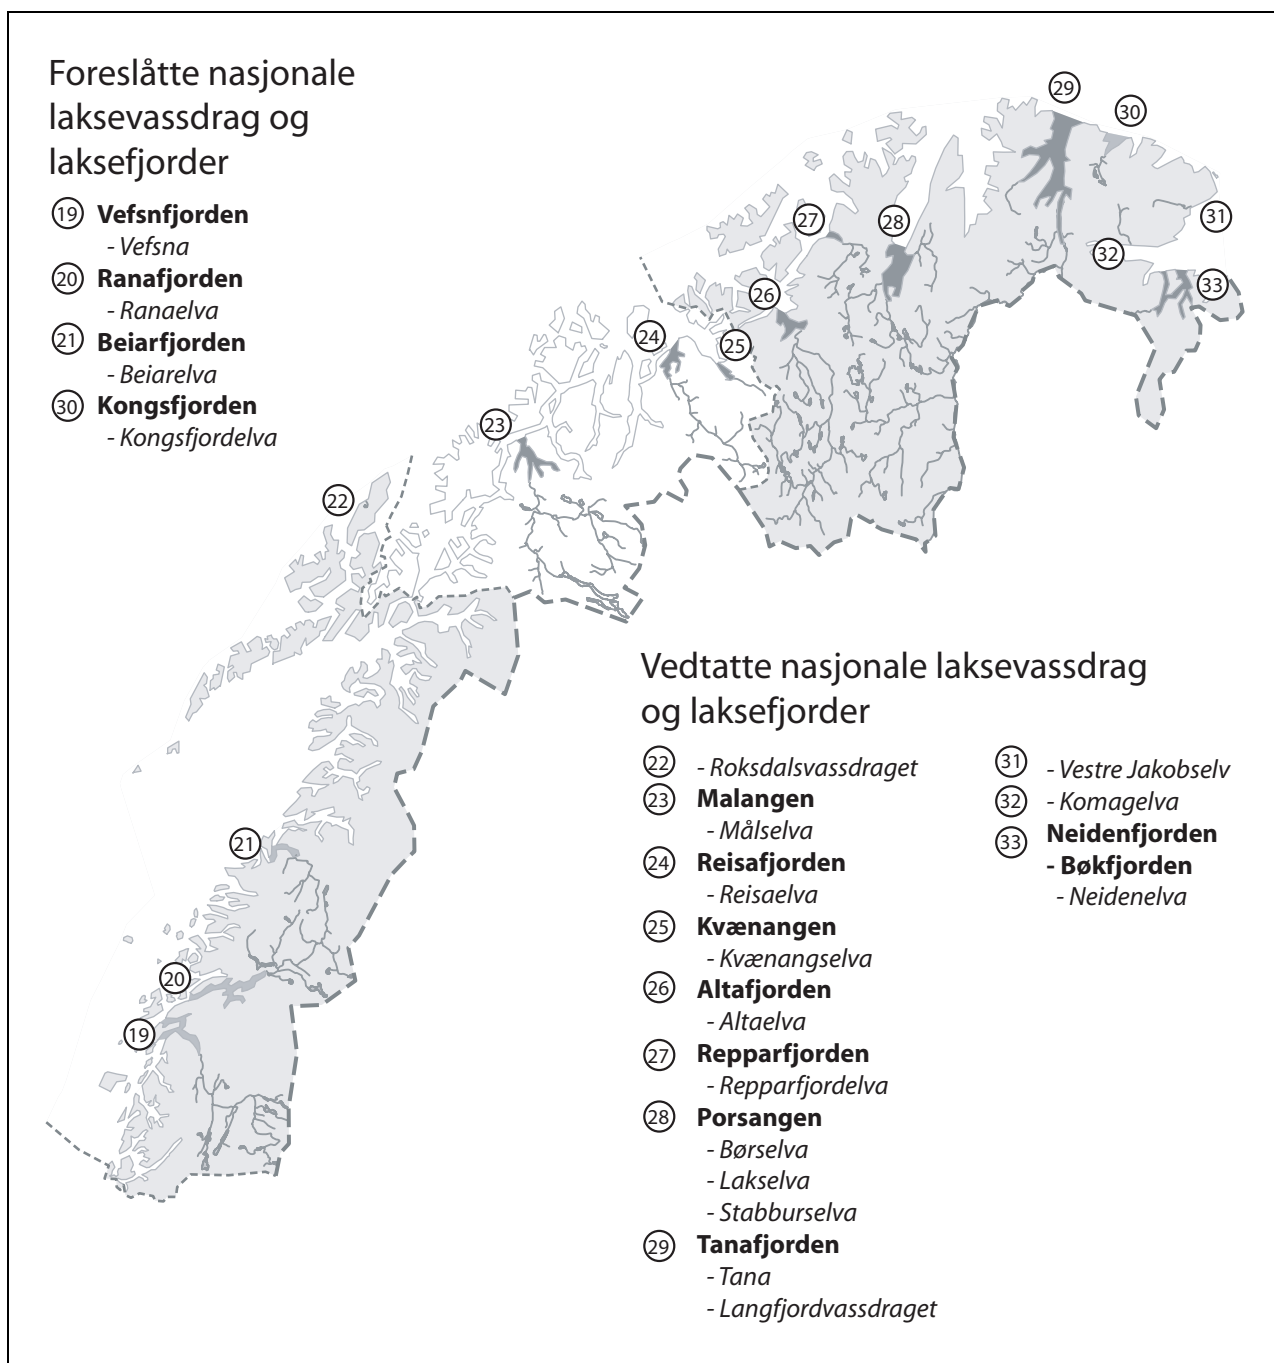 Foreslåtte nasjonale
laksevassdrag og
laksefjorder
19 Vefsnfjorden
- Vefsna
20 Ranafjorden
- Ranaelva
21 Beiarfjorden
- Beiarelva
30 Kongsfjorden
- Kongsfjordelva
29
30
31
27
28
32
33
26
24
25
23
22
21
20
19
Vedtatte nasjonale laksevassdrag
og laksefjorder
22 - Roksdalsvassdraget
23 Malangen
- Målselva
24 Reisafjorden
- Reisaelva
25 Kvænangen
- Kvænangselva
26 Altafjorden
- Altaelva
27 Repparfjorden
- Repparfjordelva
28 Porsangen
- Børselva
- Lakselva
- Stabburselva
29 Tanafjorden
- Tana
- Langfjordvassdraget
31 - Vestre Jakobselv
32 - Komagelva
33 Neidenfjorden
- Bøkfjorden
- Neidenelva